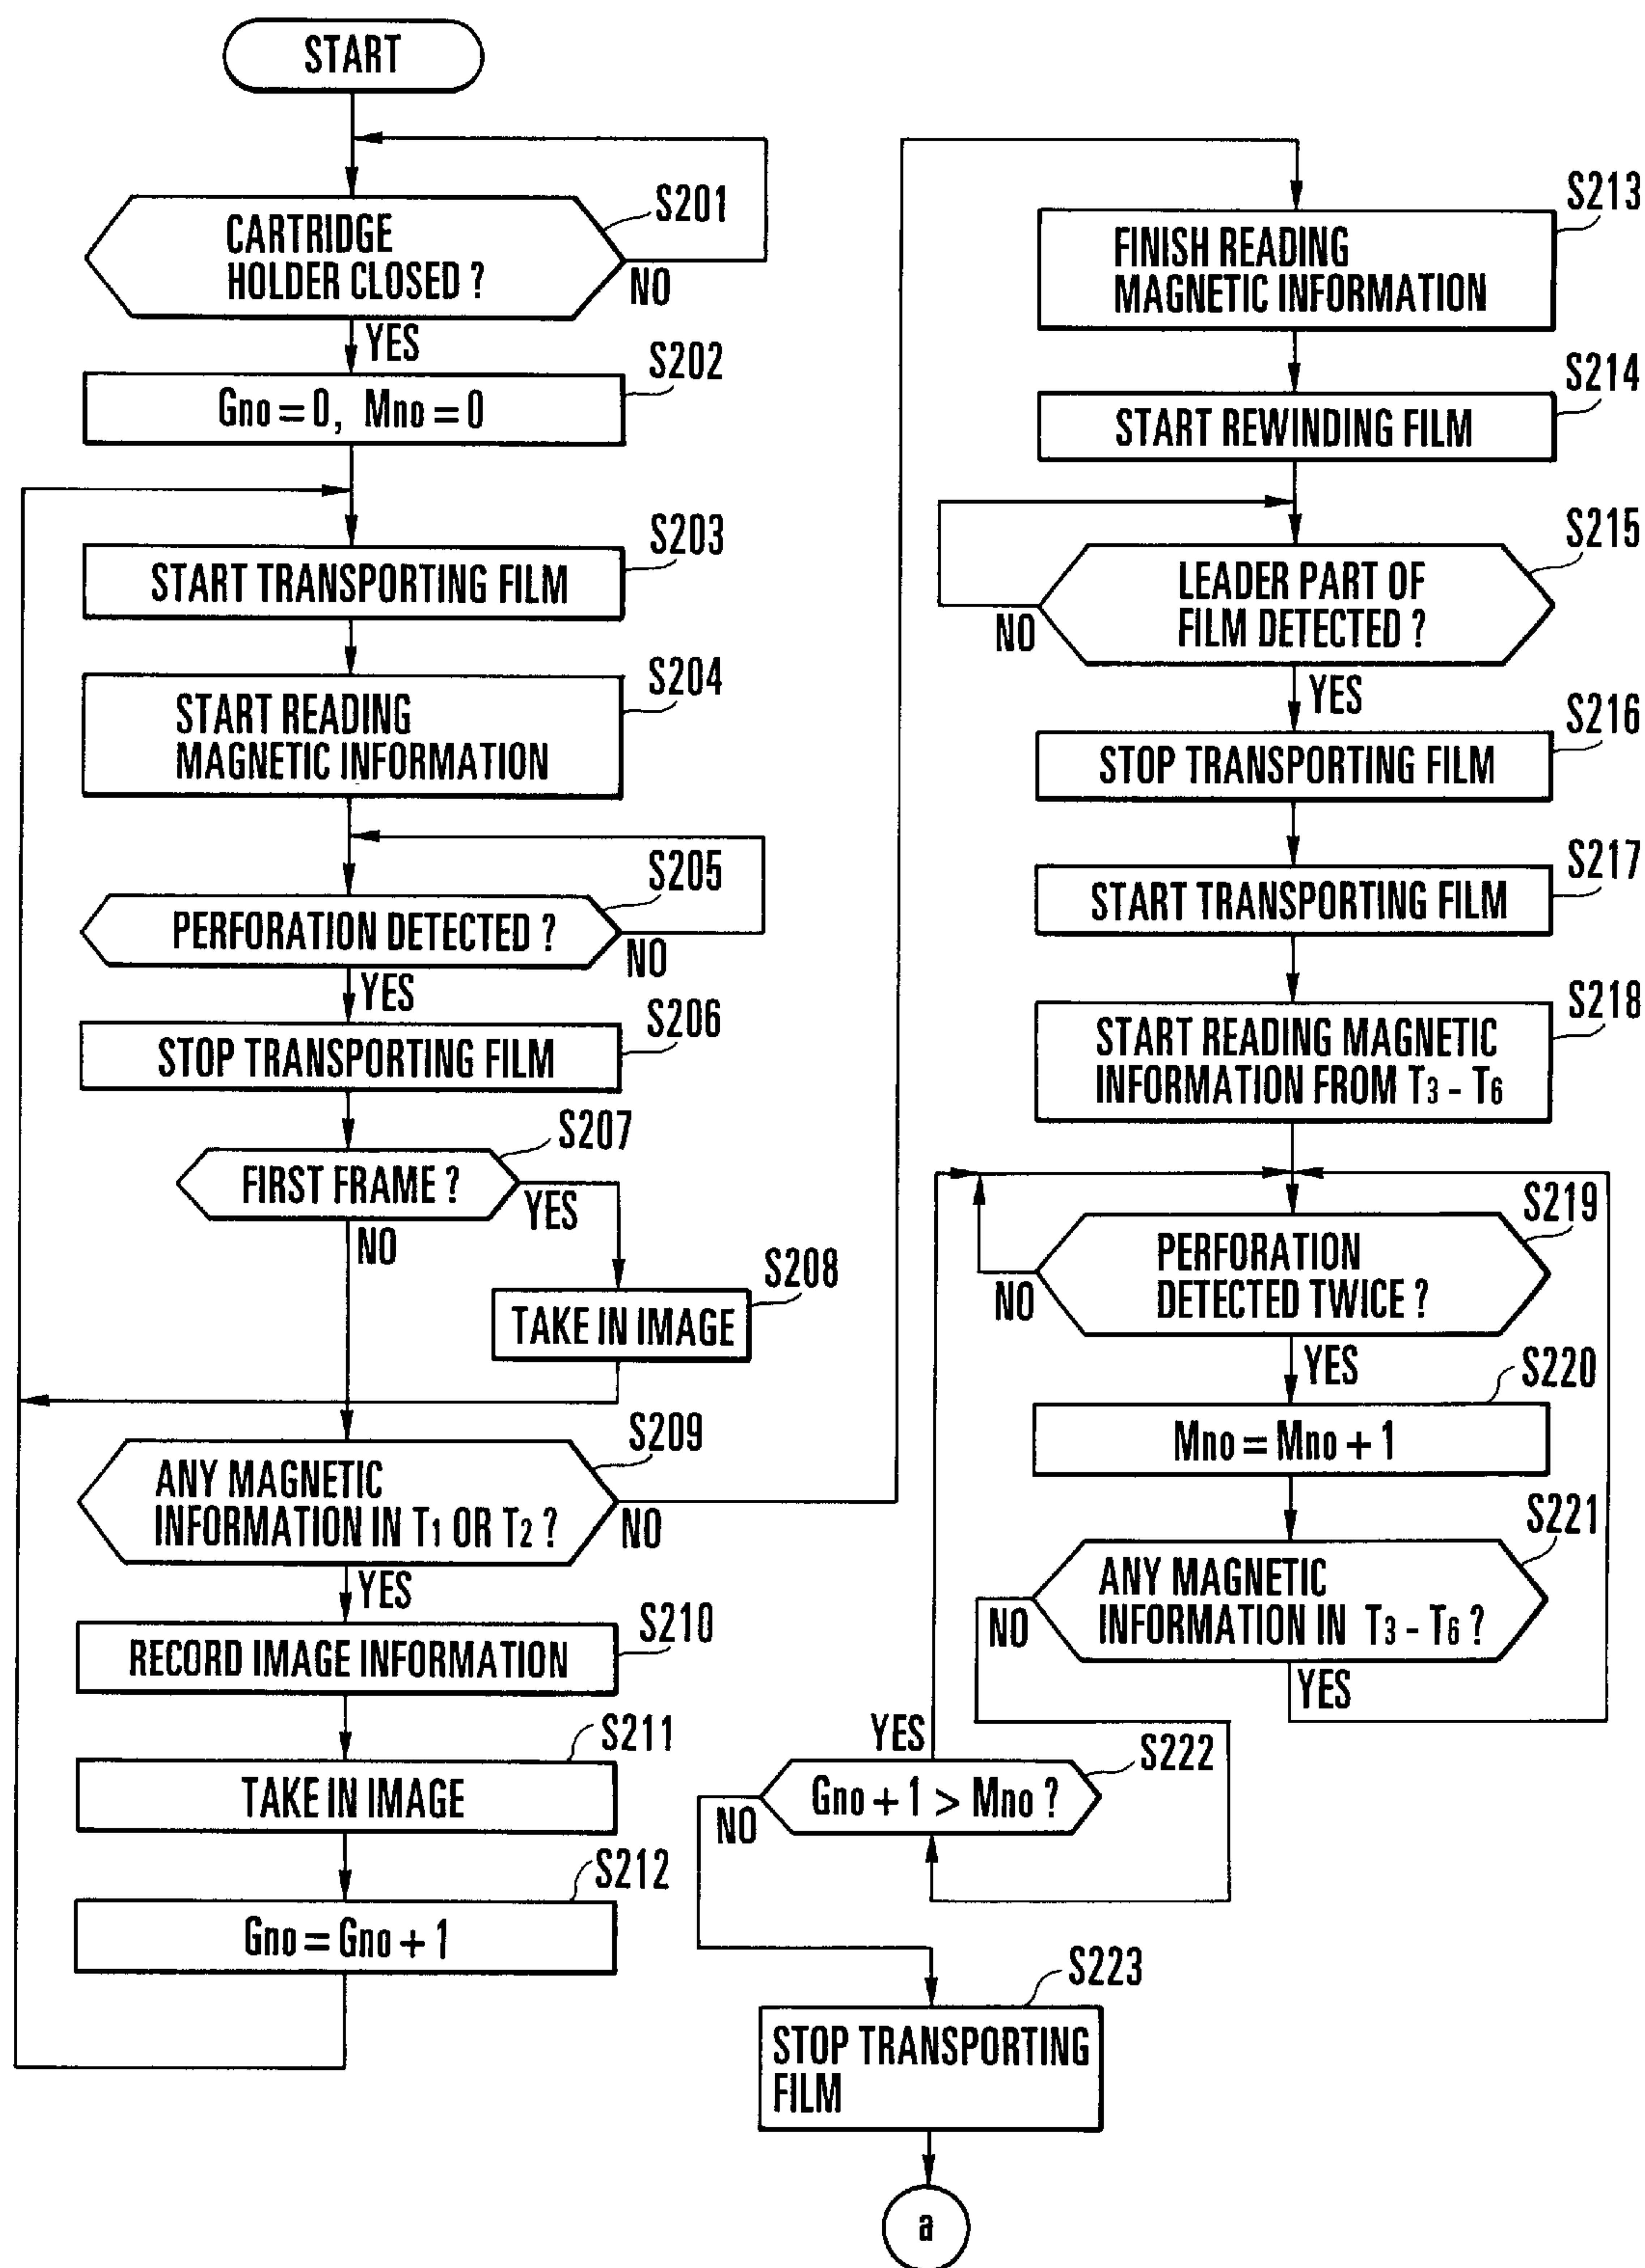 START
S201
CARTRIDGE
HOLDER CLOSED ?
NO
YES
S202
Gno = 0, Mno = 0
S203
START TRANSPORTING FILM
S204
START READING
MAGNETIC INFORMATION
S205
PERFORATION DETECTED ?
NO
YES
S206
STOP TRANSPORTING FILM
S207
FIRST FRAME ?
YES
NO
S208
TAKE IN IMAGE
S209
ANY MAGNETIC
INFORMATION IN T1 OR T2 ?
NO
YES
S210
RECORD IMAGE INFORMATION
S211
TAKE IN IMAGE
S212
Gno = Gno + 1
S213
FINISH READING
MAGNETIC INFORMATION
S214
START REWINDING FILM
S215
LEADER PART OF
FILM DETECTED ?
NO
YES
S216
STOP TRANSPORTING FILM
S217
START TRANSPORTING FILM
S218
START READING MAGNETIC
INFORMATION FROM T3 - T6
S219
PERFORATION
DETECTED TWICE ?
NO
YES
S220
Mno = Mno + 1
S221
ANY MAGNETIC
INFORMATION IN T3 - T6 ?
NO
YES
YES
S222
Gno + 1 > Mno ?
NO
S223
STOP TRANSPORTING
FILM
a